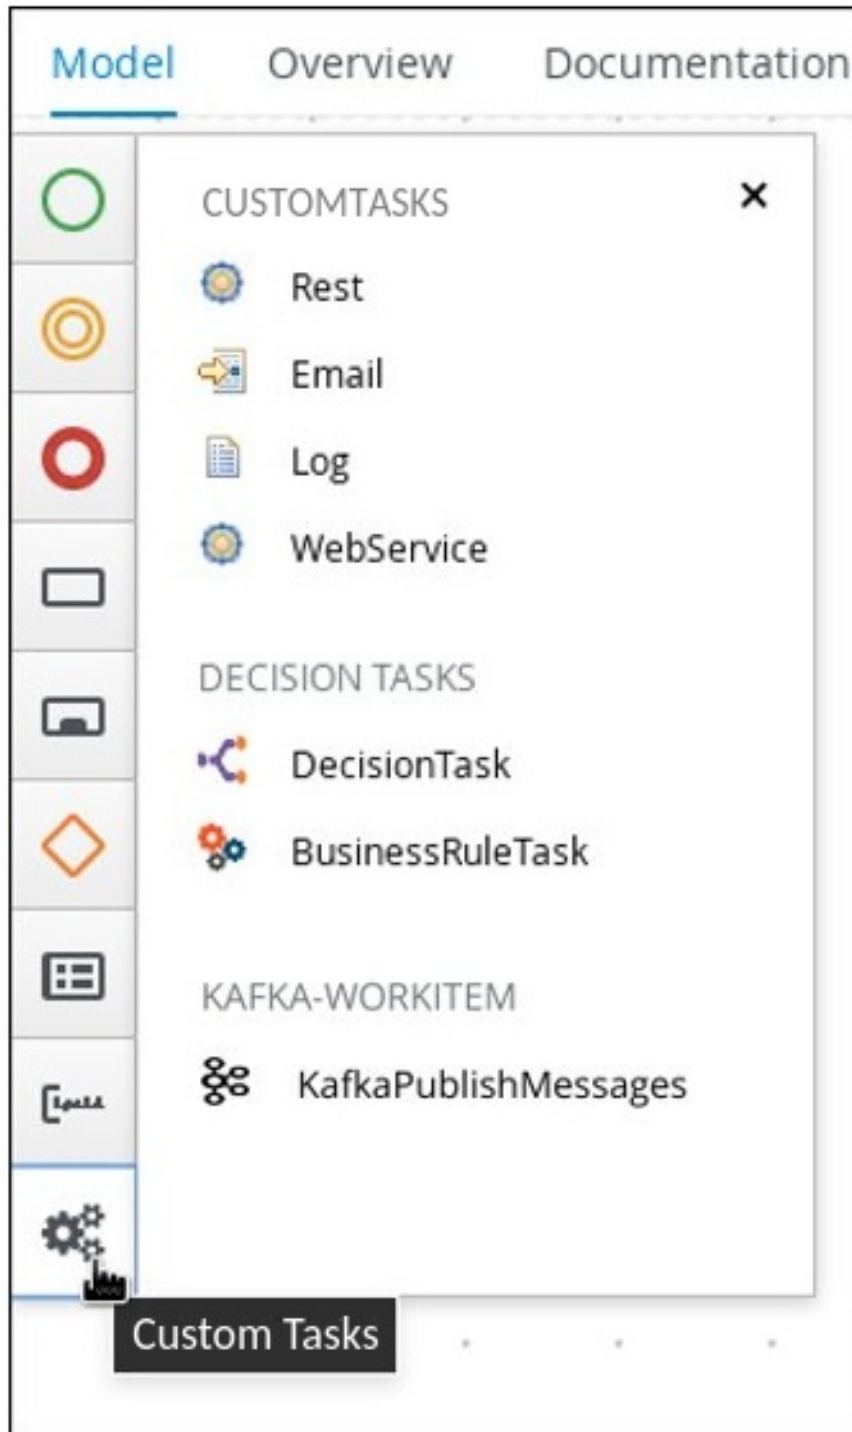 Model Overview Documentation
CUSTOMTASKS
Rest
Email
Log
WebService
DECISION TASKS
DecisionTask
BusinessRuleTask
KAFKA-WORKITEM
KafkaPublishMessages
Custom Tasks